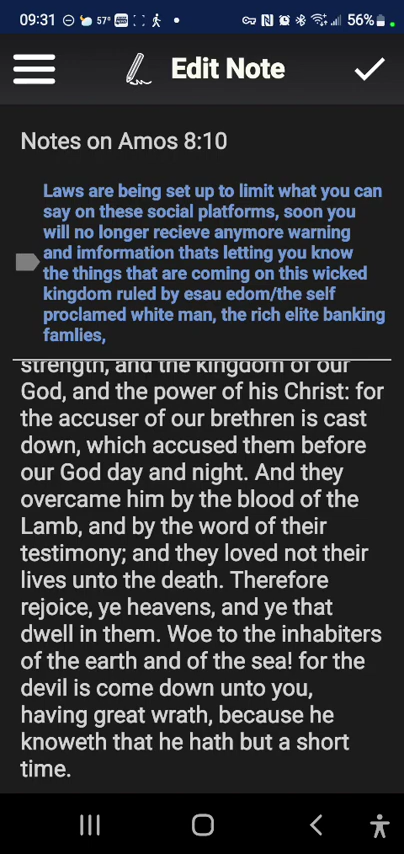 09:31 57° 56%
Edit Note
Notes on Amos 8:10
Laws are being set up to limit what you can
say on these social platforms, soon you
will no longer recieve anymore warning
and imformation thats letting you know
the things that are coming on this wicked
kingdom ruled by esau edom/the self
proclamed white man, the rich elite banking
famlies,
strength, and the kingdom of our
God, and the power of his Christ: for
the accuser of our brethren is cast
down, which accused them before
our God day and night. And they
overcame him by the blood of the
Lamb, and by the word of their
testimony; and they loved not their
lives unto the death. Therefore
rejoice, ye heavens, and ye that
dwell in them. Woe to the inhabiters
of the earth and of the sea! for the
devil is come down unto you,
having great wrath, because he
knoweth that he hath but a short
time.